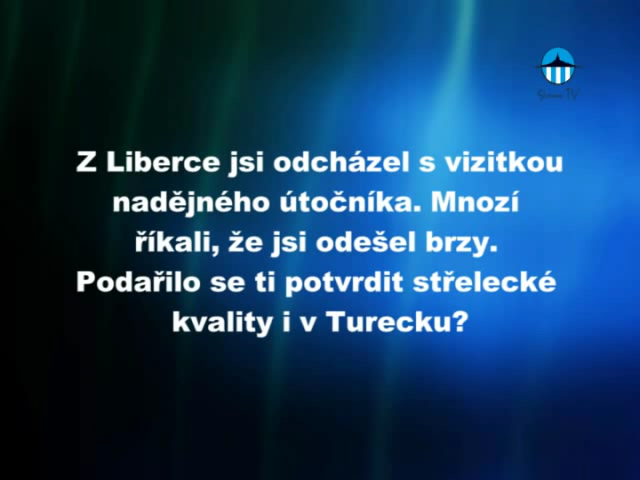 Z Liberce jsi odcházel s vizitkou
nadějného útočníka. Mnozí
říkali, že jsi odešel brzy.
Podařilo se ti potvrdit střelecké
kvality i v Turecku?